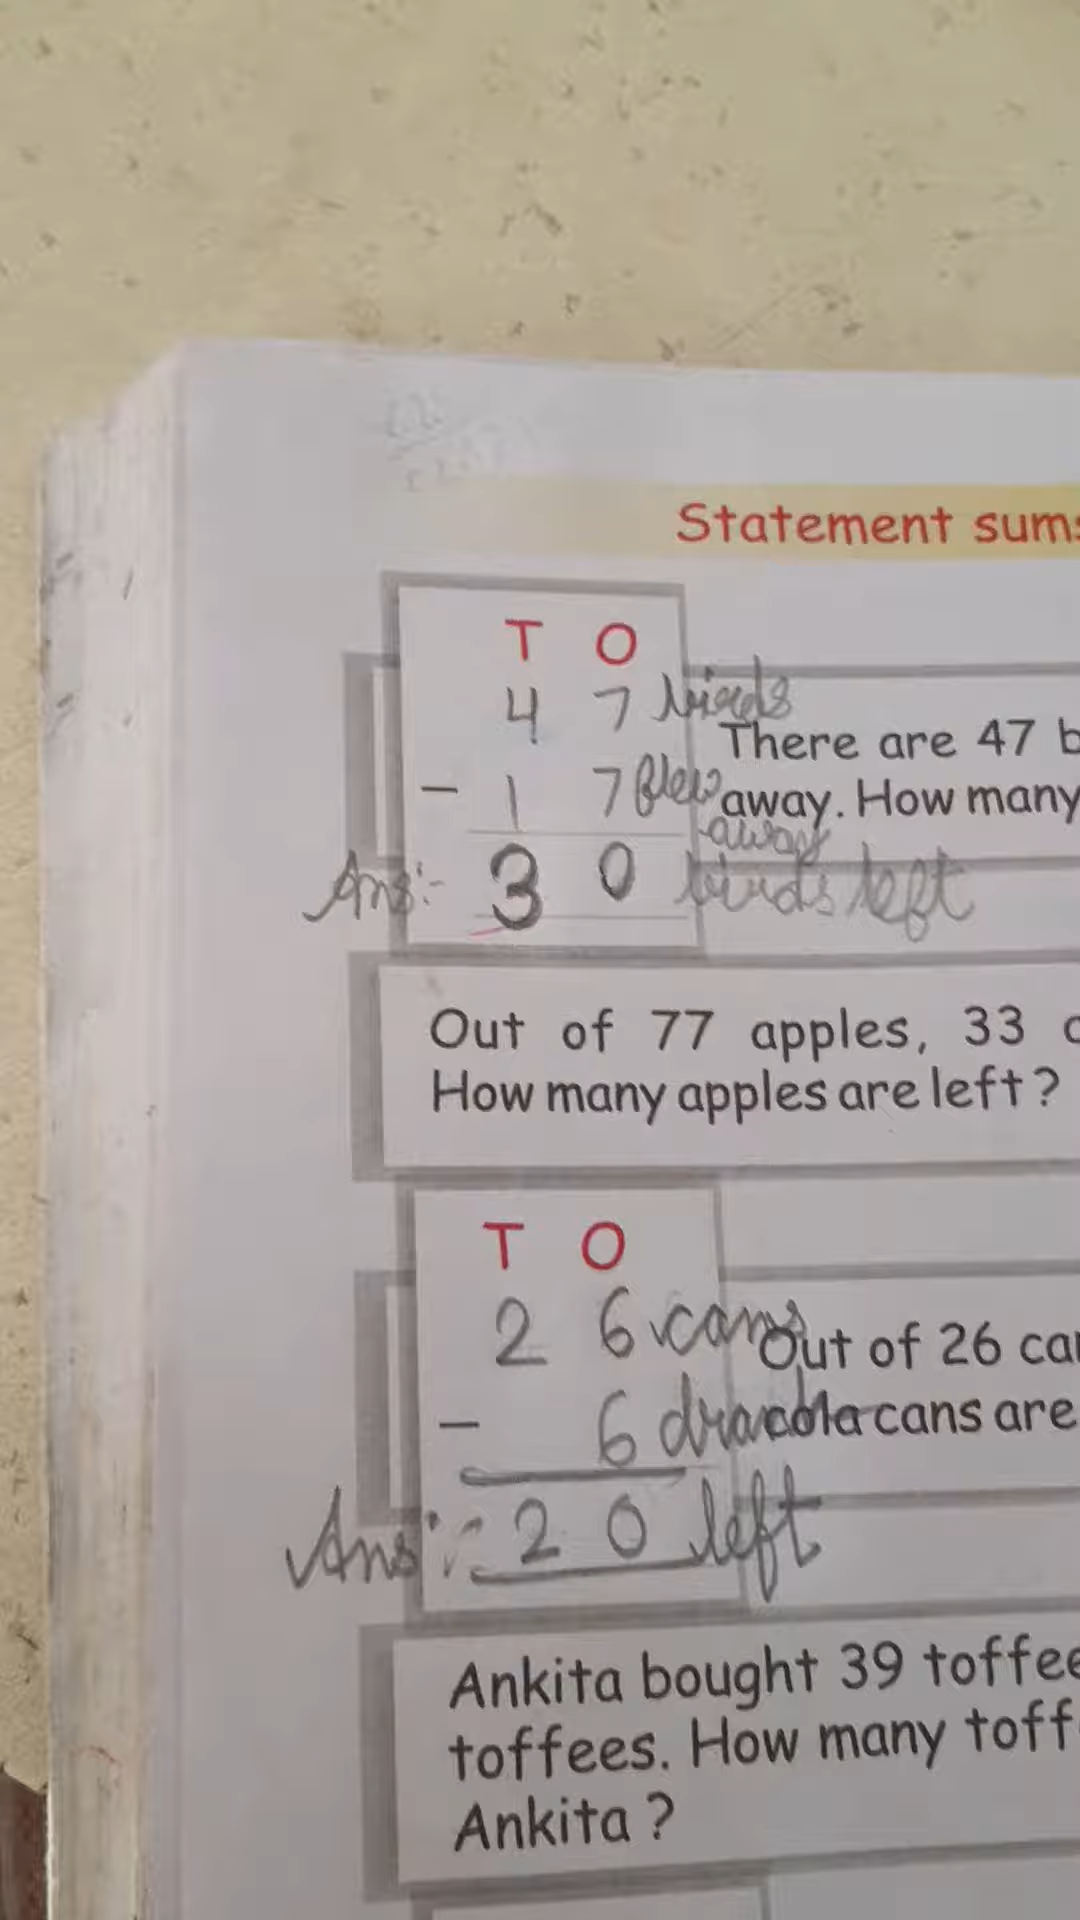 Statement sum
T O
4 7 birds
There are 47 b
- 1 7 flew
away. How many
away
Ans:- 3 0 birds left
Out of 77 apples, 33
How many apples are left?
T O
2 6 cans
Out of 26 ca
- 6
cola cans are
Ans:- 2 0 left
Ankita bought 39 toffee
toffees. How many toff
Ankita ?